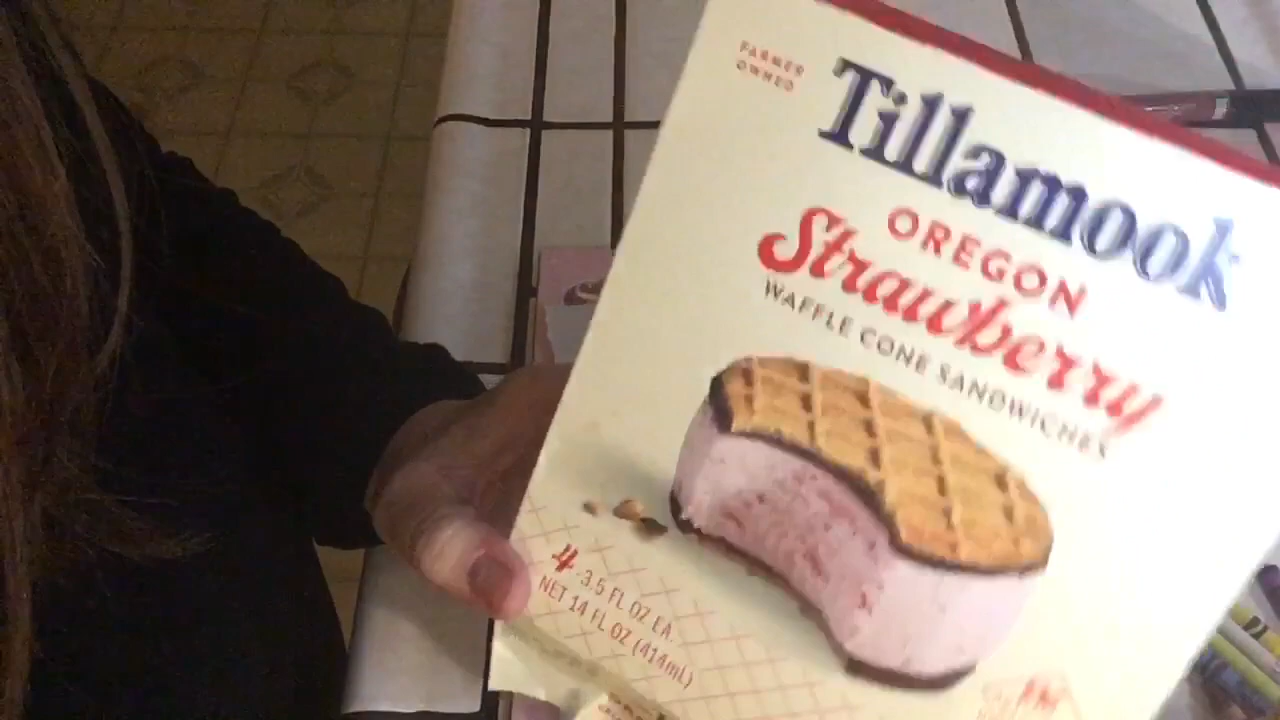 FARMER
OWNED
Tillamook
OREGON
Strawberry
WAFFLE CONE SANDWICHES
4 - 3.5 FL OZ EA.
NET 14 FL OZ (414mL)